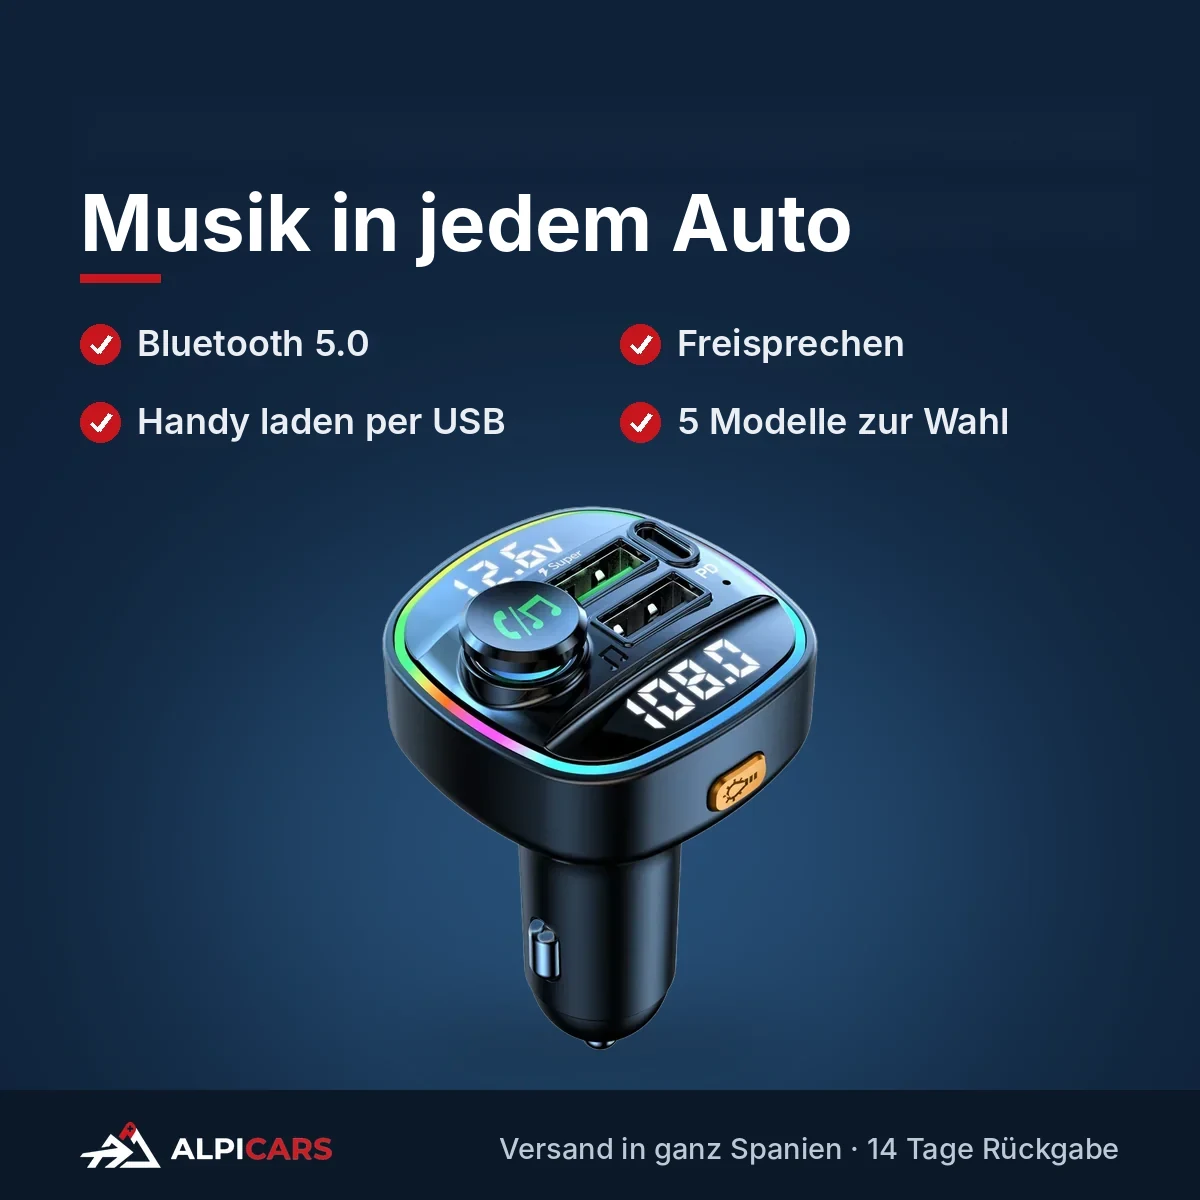 Musik in jedem Auto
Bluetooth 5.0
Freisprechen
Handy laden per USB
5 Modelle zur Wahl
12.6V
Super
PD
108.0
ALPICARS
Versand in ganz Spanien · 14 Tage Rückgabe